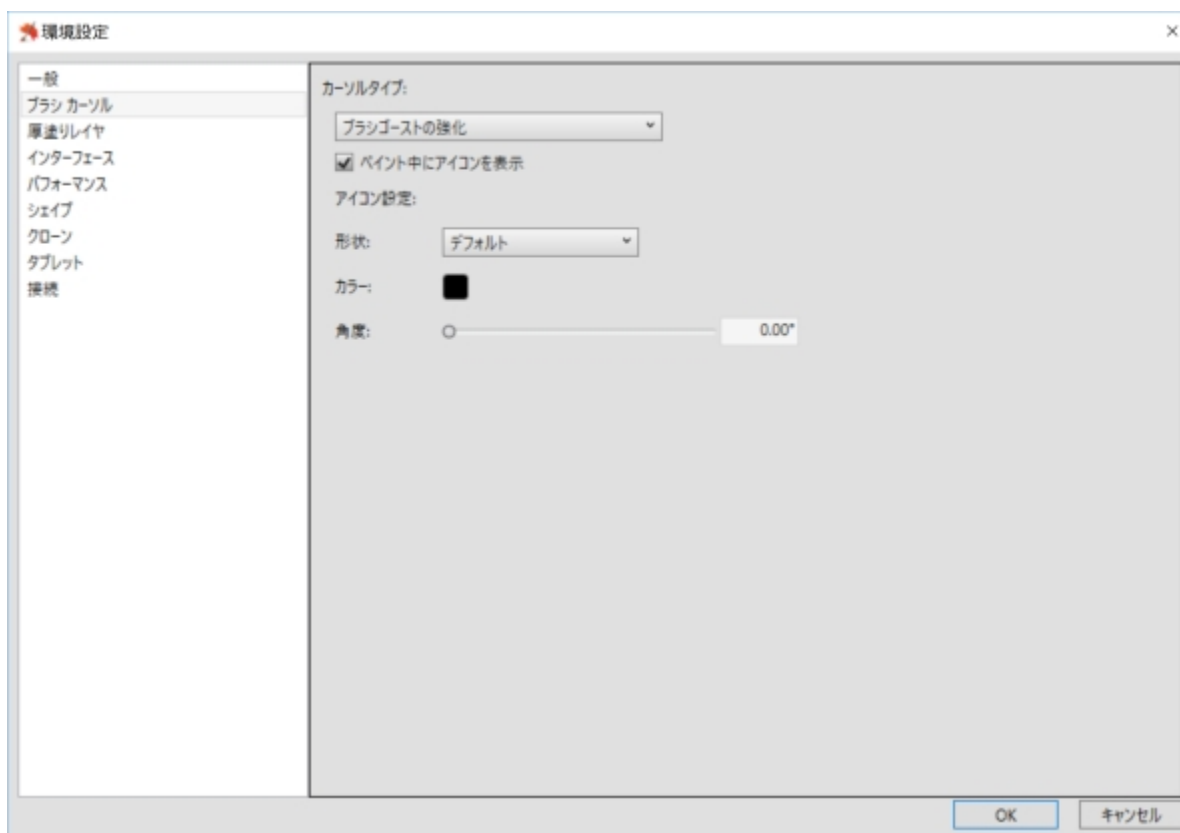 環境設定
一般
ブラシ カーソル
厚塗りレイヤ
インターフェース
パフォーマンス
シェイプ
クローン
タブレット
接続
カーソルタイプ:
ブラシゴーストの強化
ペイント中にアイコンを表示
アイコン設定:
形状: デフォルト
カラー:
角度: 0.00°
OK キャンセル